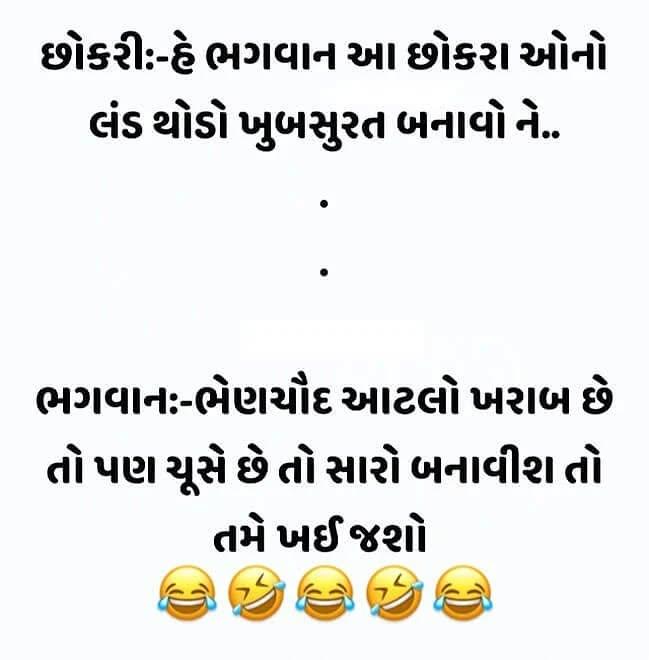 છોકરી:-હે ભગવાન આ છોકરા ઓનો
લંડ થોડો ખુબસુરત બનાવો ને..
.
.
ભગવાન:-ભેણચૌદ આટલો ખરાબ છે
તો પણ ચૂસે છે તો સારો બનાવીશ તો
તમે ખઈ જશો
😂🤣😂🤣😂